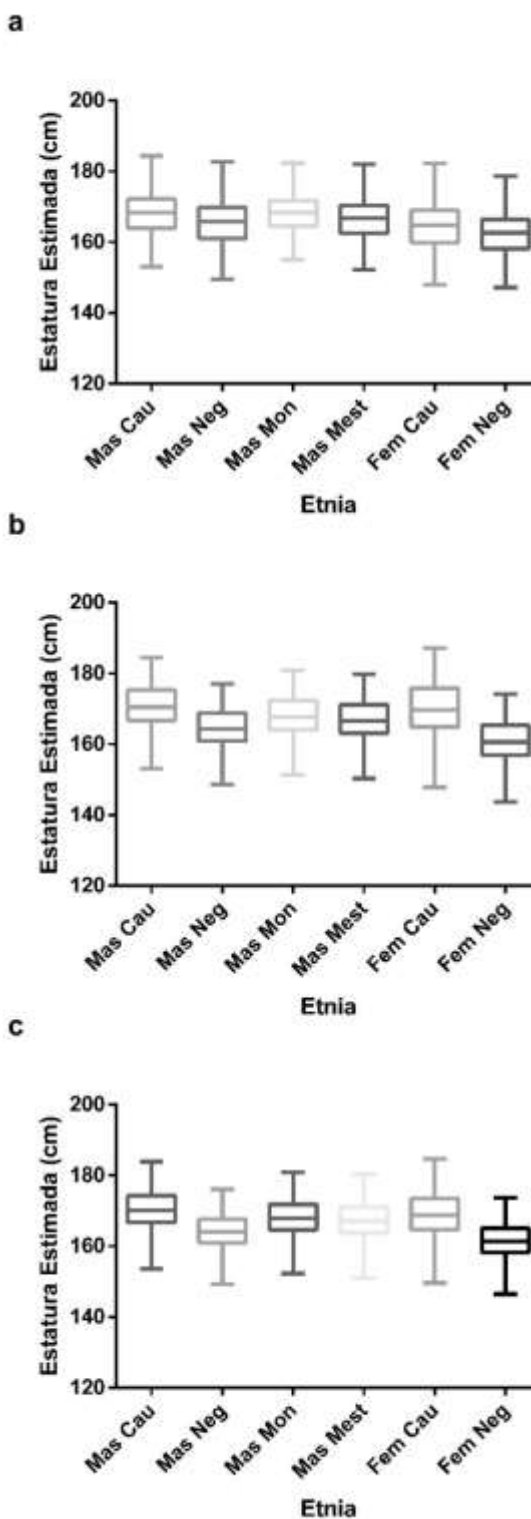 a
Estatura Estimada (cm)
200
180
160
140
120
Mas Cau
Mas Neg
Mas Mon
Mas Mest
Fem Cau
Fem Neg
Etnia
b
Estatura Estimada (cm)
200
180
160
140
120
Mas Cau
Mas Neg
Mas Mon
Mas Mest
Fem Cau
Fem Neg
Etnia
c
Estatura Estimada (cm)
200
180
160
140
120
Mas Cau
Mas Neg
Mas Mon
Mas Mest
Fem Cau
Fem Neg
Etnia